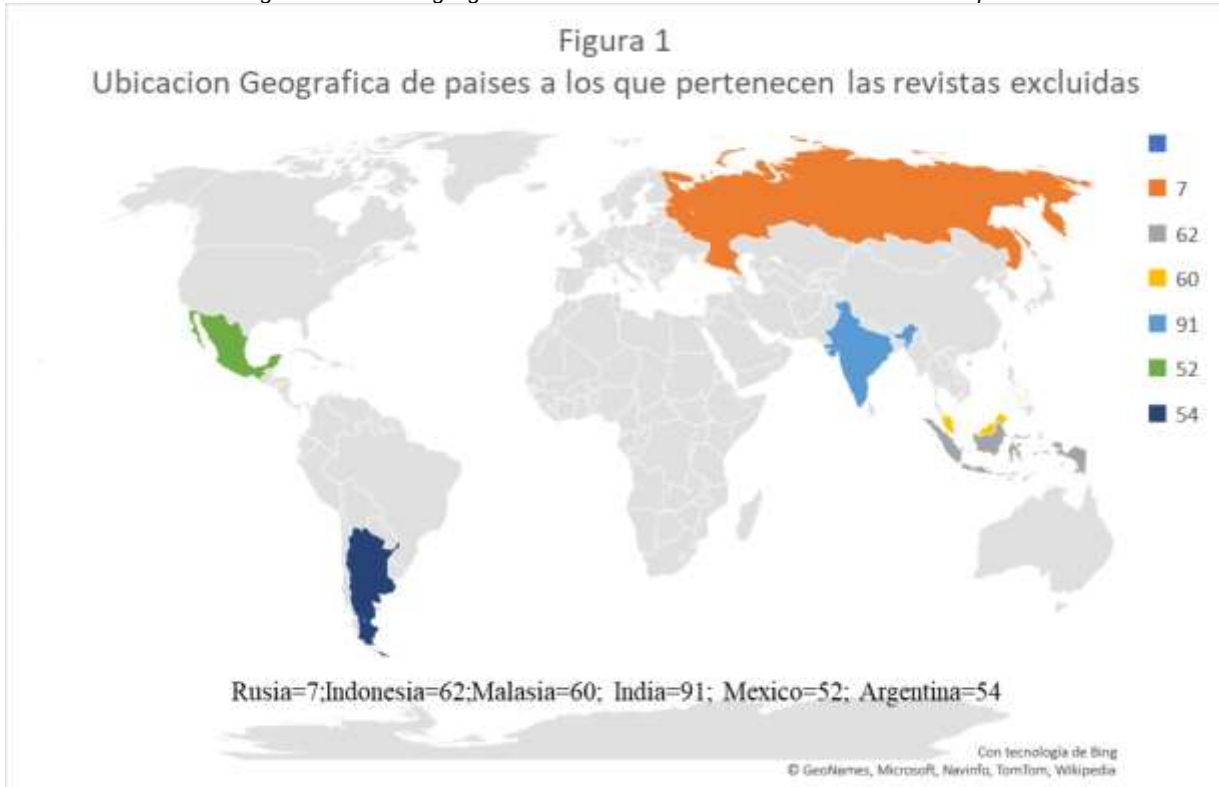 Figura 1
Ubicacion Geografica de paises a los que pertenecen las revistas excluidas
7
62
60
91
52
54
Rusia=7;Indonesia=62;Malasia=60; India=91; Mexico=52; Argentina=54
Con tecnología de Bing
© GeoNames, Microsoft, Navinfo, TomTom, Wikipedia